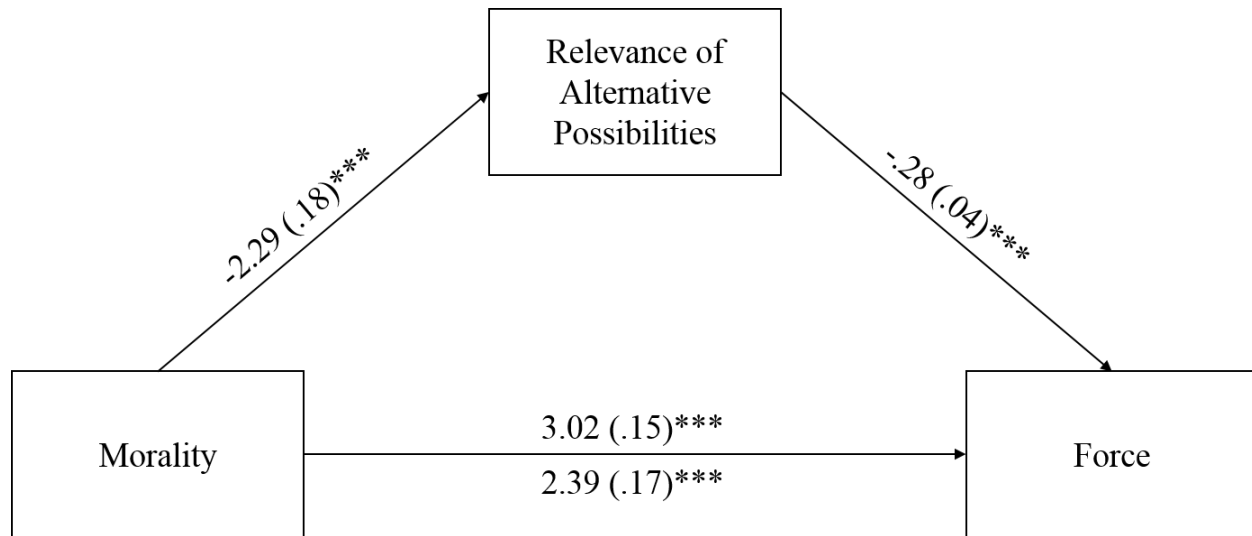 Relevance of
Alternative
Possibilities
-2.29 (.18)***
-.28 (.04)***
Morality
3.02 (.15)***
2.39 (.17)***
Force